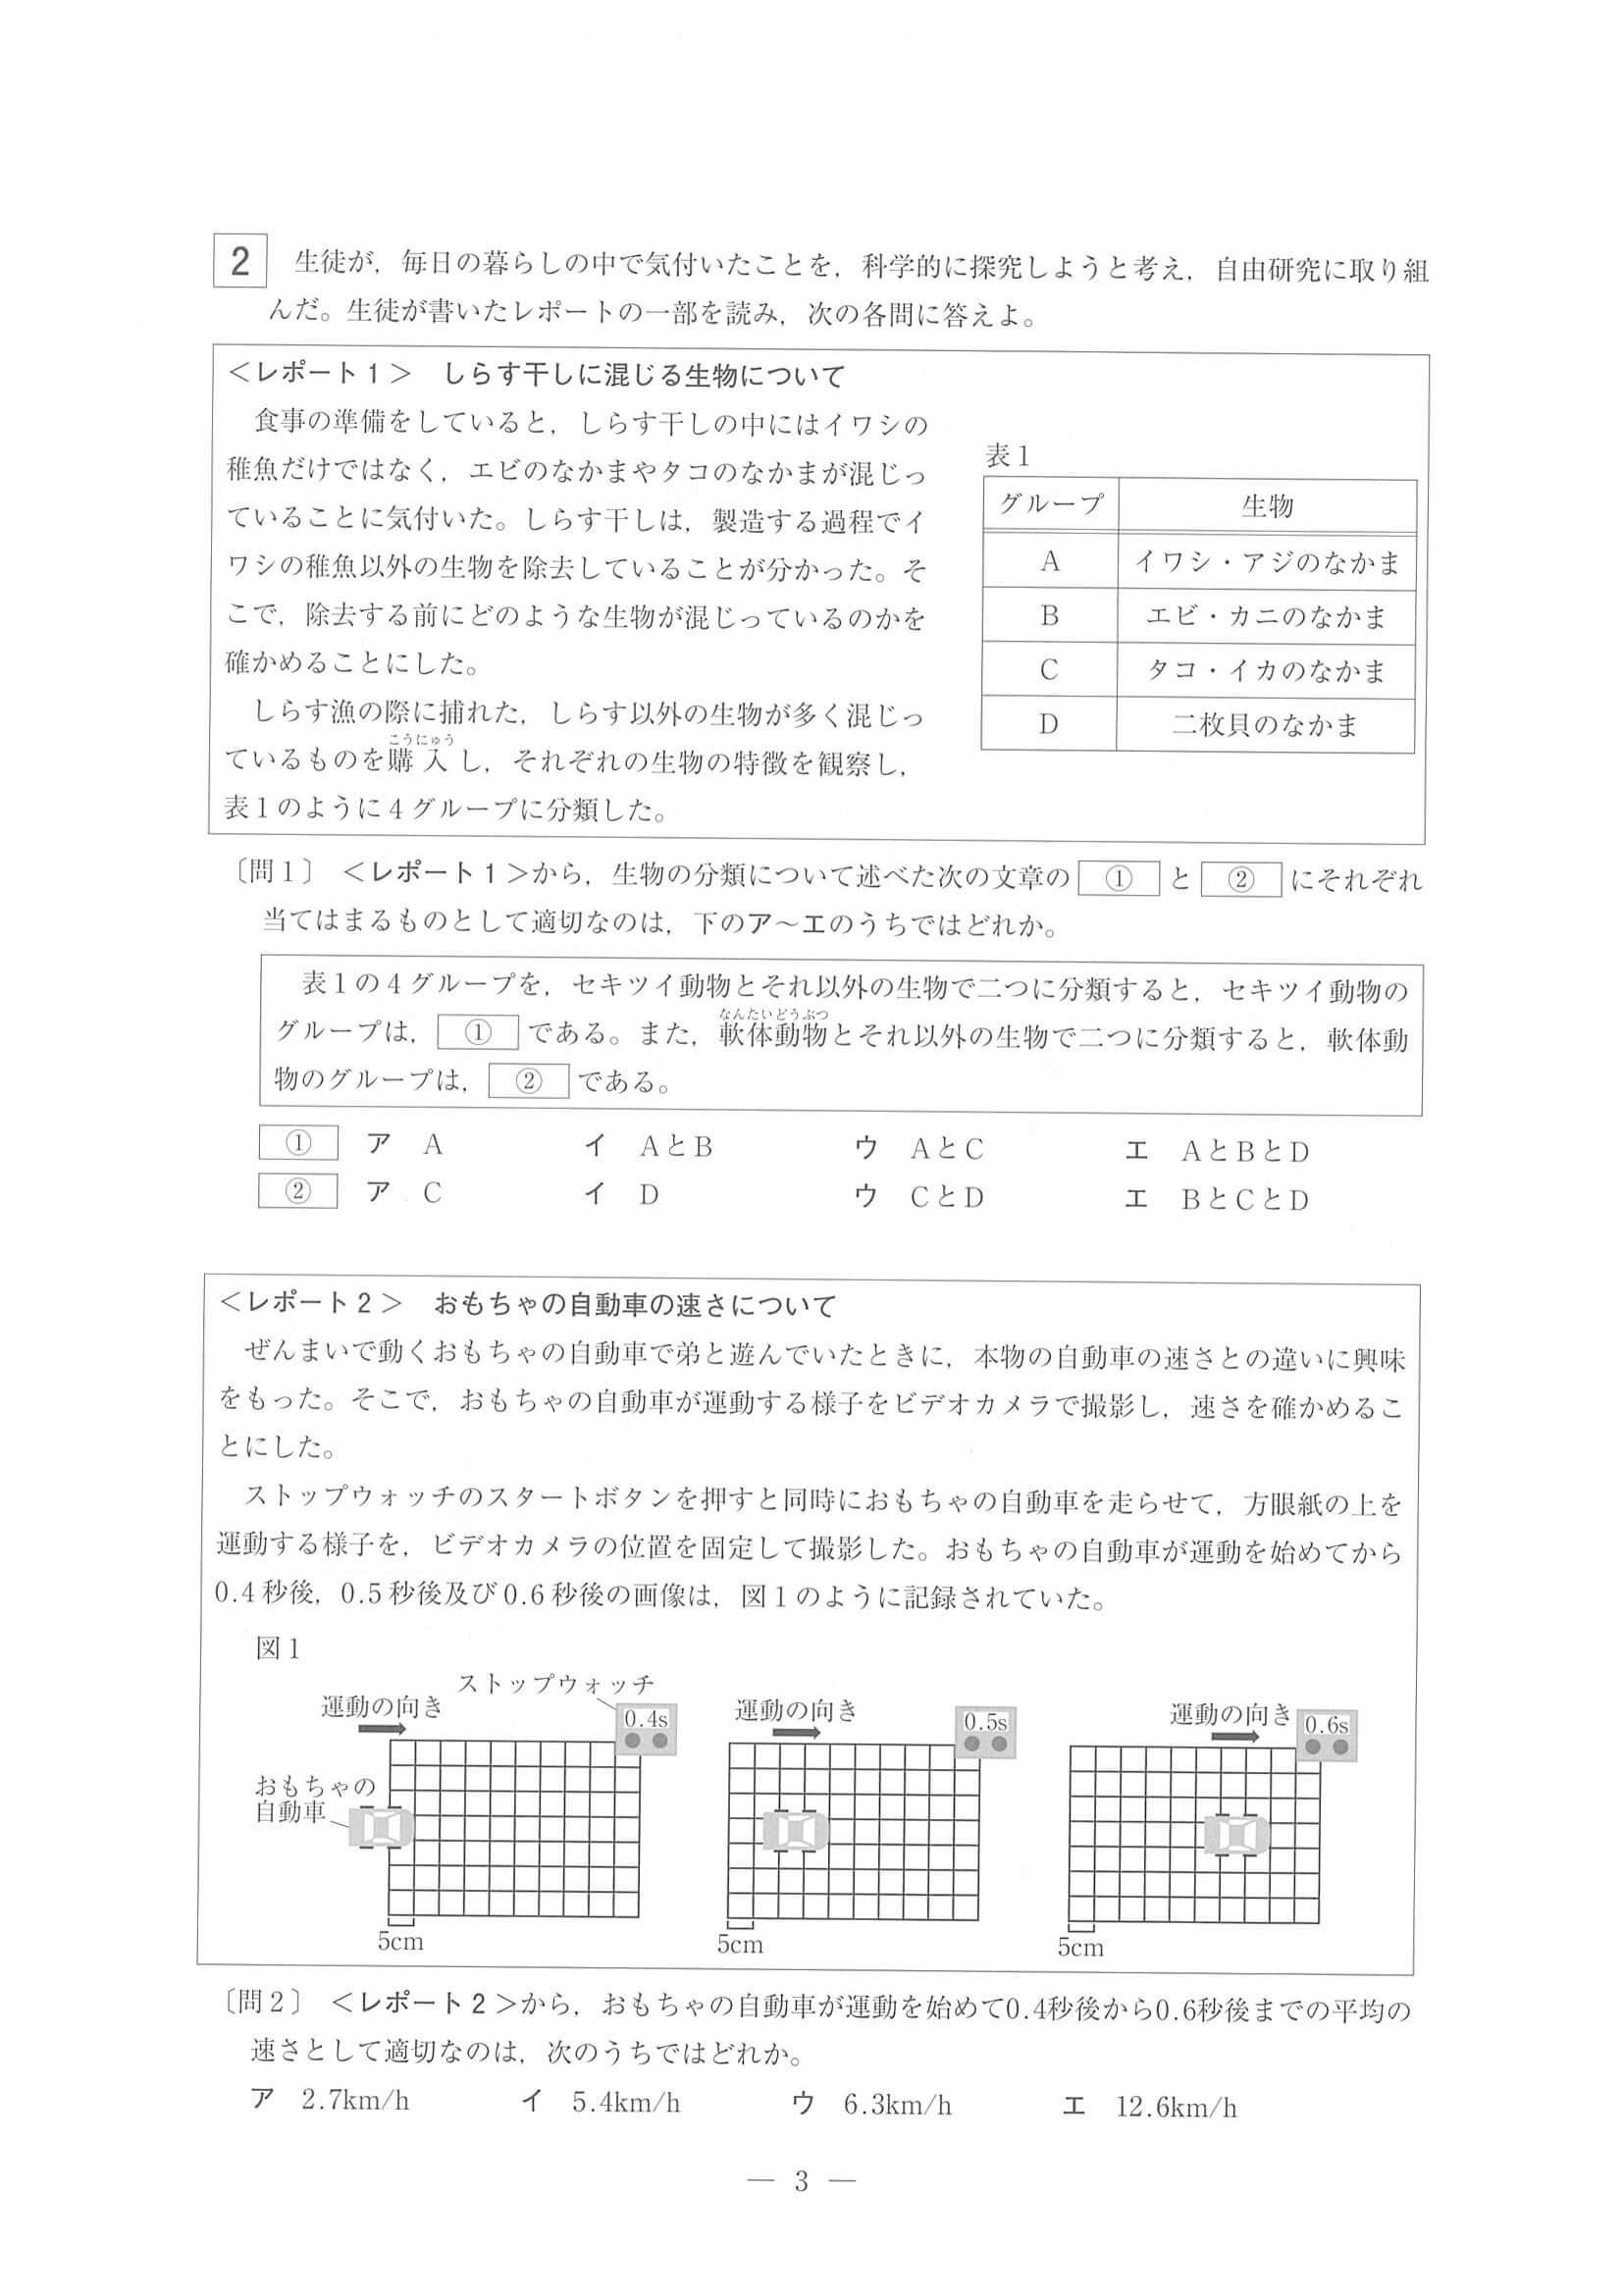 2 生徒が，毎日の暮らしの中で気付いたことを，科学的に探究しようと考え，自由研究に取り組
んだ。生徒が書いたレポートの一部を読み，次の各問に答えよ。
＜レポート１＞ しらす干しに混じる生物について
食事の準備をしていると，しらす干しの中にはイワシの
稚魚だけではなく，エビのなかまやタコのなかまが混じっ
ていることに気付いた。しらす干しは，製造する過程でイ
ワシの稚魚以外の生物を除去していることが分かった。そ
こで，除去する前にどのような生物が混じっているのかを
確かめることにした。
しらす漁の際に捕れた，しらす以外の生物が多く混じっ
こうにゅう
ているものを購入し，それぞれの生物の特徴を観察し，
表１のように４グループに分類した。
表１
グループ 生物
Ａ イワシ・アジのなかま
Ｂ エビ・カニのなかま
Ｃ タコ・イカのなかま
Ｄ 二枚貝のなかま
〔問１〕 ＜レポート１＞から，生物の分類について述べた次の文章の ① と ② にそれぞれ
当てはまるものとして適切なのは，下のア～エのうちではどれか。
表１の４グループを，セキツイ動物とそれ以外の生物で二つに分類すると，セキツイ動物の
なんたいどうぶつ
グループは， ① である。また，軟体動物とそれ以外の生物で二つに分類すると，軟体動
物のグループは， ② である。
① ア Ａ イ ＡとＢ ウ ＡとＣ エ ＡとＢとＤ
② ア Ｃ イ Ｄ ウ ＣとＤ エ ＢとＣとＤ
＜レポート２＞ おもちゃの自動車の速さについて
ぜんまいで動くおもちゃの自動車で弟と遊んでいたときに，本物の自動車の速さとの違いに興味
をもった。そこで，おもちゃの自動車が運動する様子をビデオカメラで撮影し，速さを確かめるこ
とにした。
ストップウォッチのスタートボタンを押すと同時におもちゃの自動車を走らせて，方眼紙の上を
運動する様子を，ビデオカメラの位置を固定して撮影した。おもちゃの自動車が運動を始めてから
0.4秒後，0.5秒後及び0.6秒後の画像は，図１のように記録されていた。
図１
ストップウォッチ
運動の向き 0.4s 運動の向き 0.5s 運動の向き 0.6s
おもちゃの
自動車
5cm 5cm 5cm
〔問２〕 ＜レポート２＞から，おもちゃの自動車が運動を始めて0.4秒後から0.6秒後までの平均の
速さとして適切なのは，次のうちではどれか。
ア 2.7km/h イ 5.4km/h ウ 6.3km/h エ 12.6km/h
— 3 —